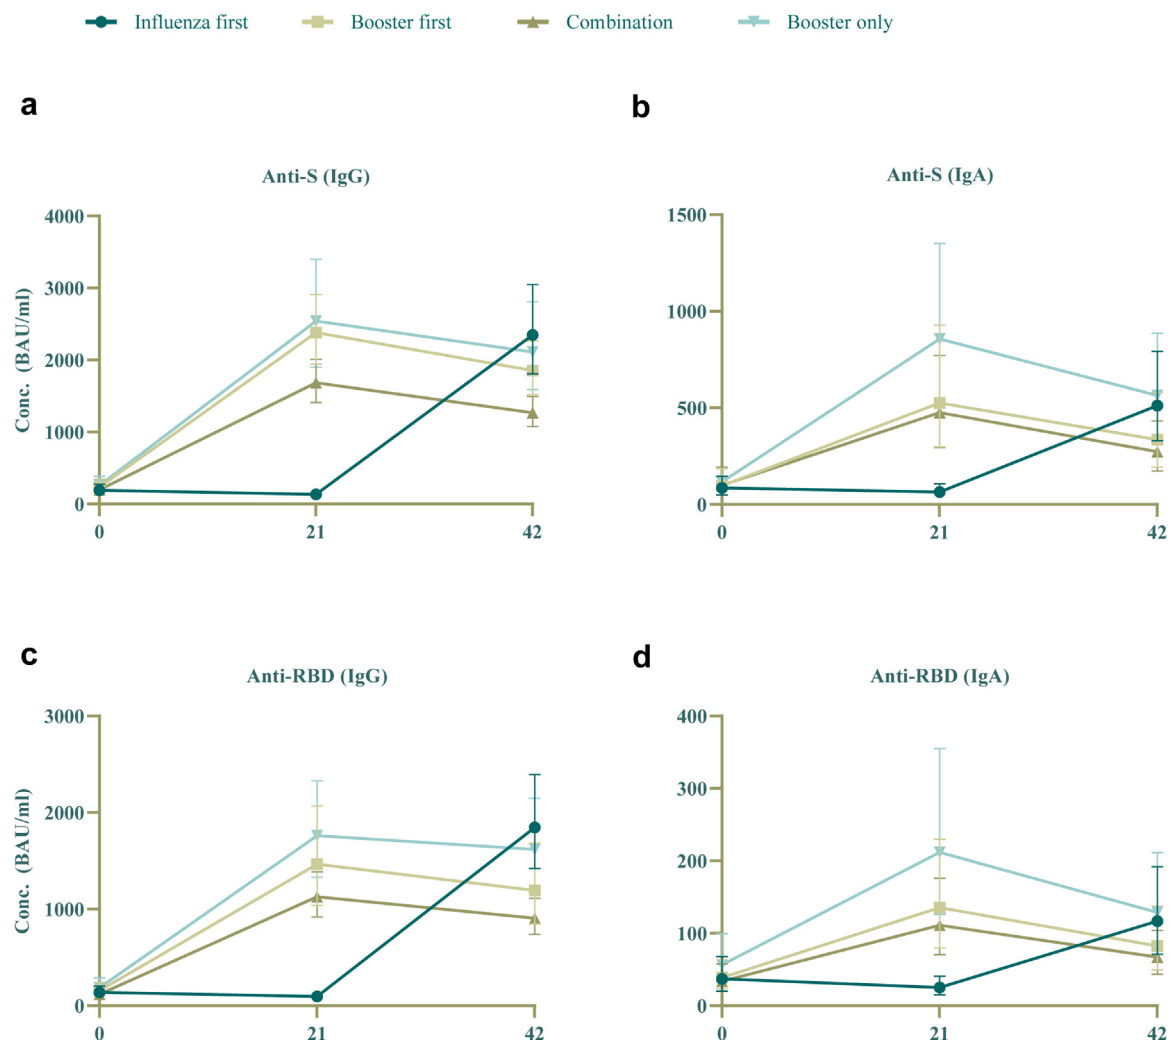 Influenza first Booster first Combination Booster only
a
Anti-S (IgG)
Conc. (BAU/ml)
4000
3000
2000
1000
0
0 21 42
b
Anti-S (IgA)
1500
1000
500
0
0 21 42
c
Anti-RBD (IgG)
Conc. (BAU/ml)
3000
2000
1000
0
0 21 42
d
Anti-RBD (IgA)
400
300
200
100
0
0 21 42